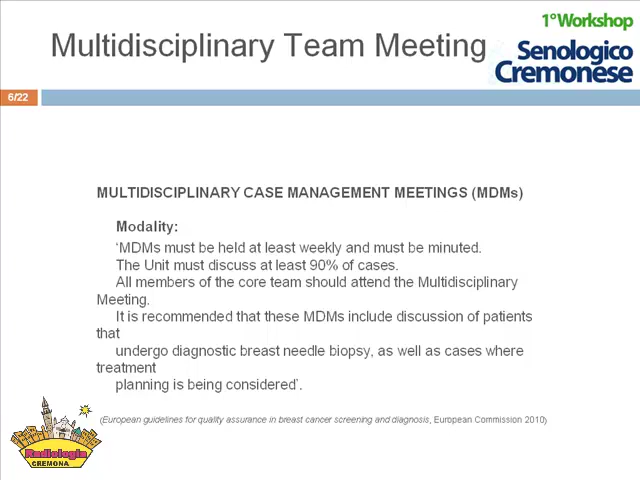 Multidisciplinary Team Meeting
1°Workshop
Senologico
Cremonese
6/22
MULTIDISCIPLINARY CASE MANAGEMENT MEETINGS (MDMs)
Modality:
‘MDMs must be held at least weekly and must be minuted.
The Unit must discuss at least 90% of cases.
All members of the core team should attend the Multidisciplinary
Meeting.
It is recommended that these MDMs include discussion of patients
that
undergo diagnostic breast needle biopsy, as well as cases where
treatment
planning is being considered’.
(European guidelines for quality assurance in breast cancer screening and diagnosis, European Commission 2010)
Radiologia
CREMONA